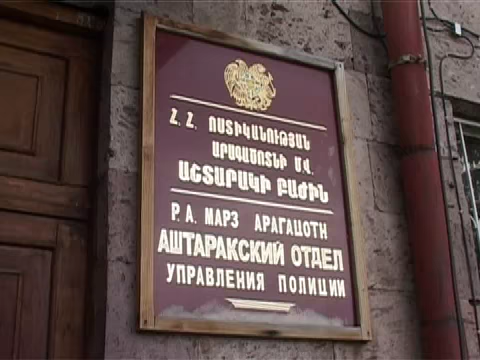 Հ. Հ. ՈՍՏԻԿԱՆՈՒԹՅԱՆ
ԱՐԱԳԱԾՈՏՆԻ Մ.Վ.
ԱՇՏԱՐԱԿԻ ԲԱԺԻՆ
Р.А. МАРЗ АРАГАЦОТН
АШТАРАКСКИЙ ОТДЕЛ
УПРАВЛЕНИЯ ПОЛИЦИИ